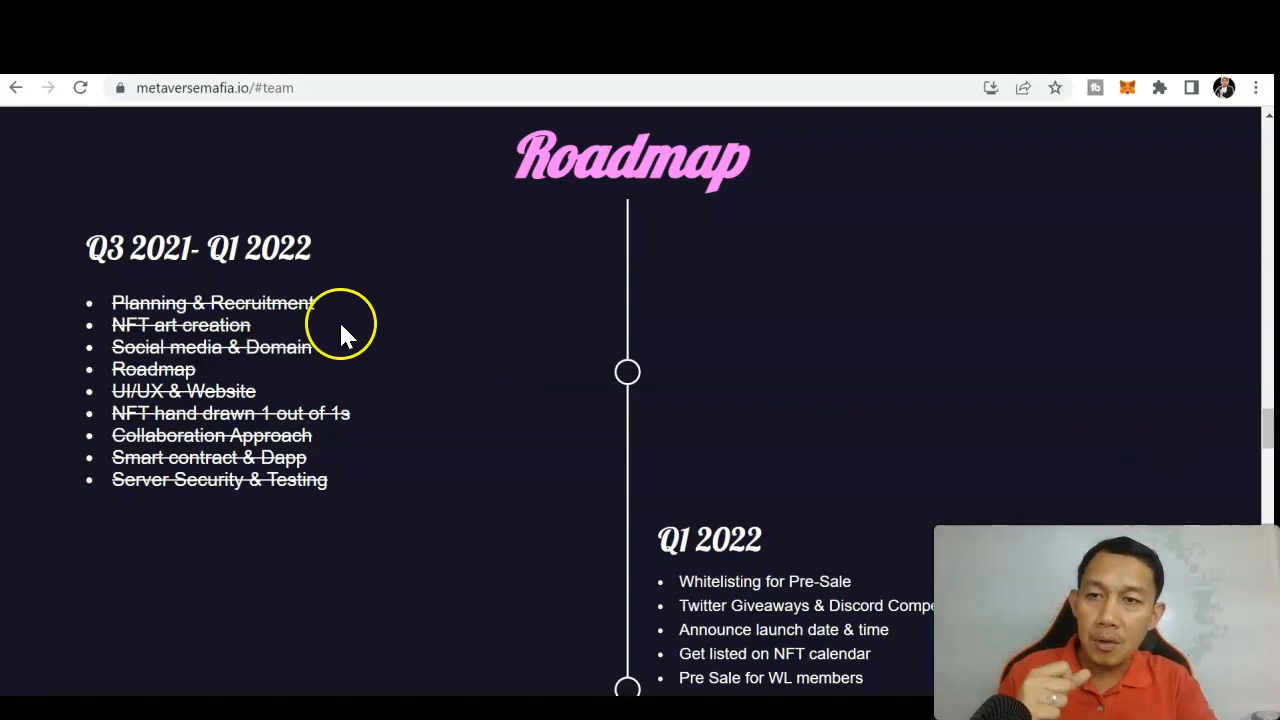 metaversemafia.io/#team
Roadmap
Q3 2021- Q1 2022
Planning & Recruitment
NFT art creation
Social media & Domain
Roadmap
UI/UX & Website
NFT hand drawn 1 out of 1s
Collaboration Approach
Smart contract & Dapp
Server Security & Testing
Q1 2022
Whitelisting for Pre-Sale
Twitter Giveaways & Discord Compe
Announce launch date & time
Get listed on NFT calendar
Pre Sale for WL members